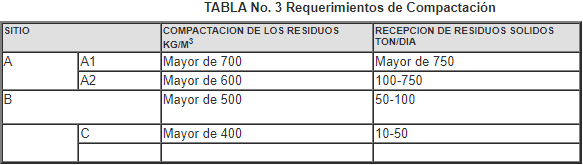 TABLA No. 3 Requerimientos de Compactación
SITIO COMPACTACION DE LOS RESIDUOS RECEPCION DE RESIDUOS SOLIDOS
KG/M³ TON/DIA
A A1 Mayor de 700 Mayor de 750
A2 Mayor de 600 100-750
B Mayor de 500 50-100
C Mayor de 400 10-50